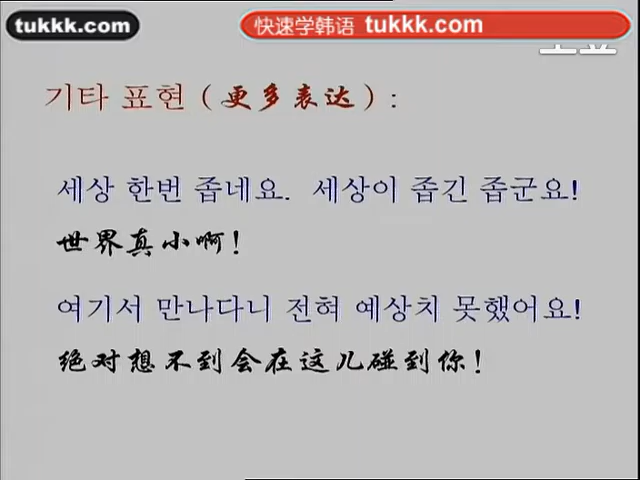 tukkk.com
快速学韩语 tukkk.com
기타 표현(更多表达):
세상 한번 좁네요. 세상이 좁긴 좁군요!
世界真小啊!
여기서 만나다니 전혀 예상치 못했어요!
绝对想不到会在这儿碰到你!